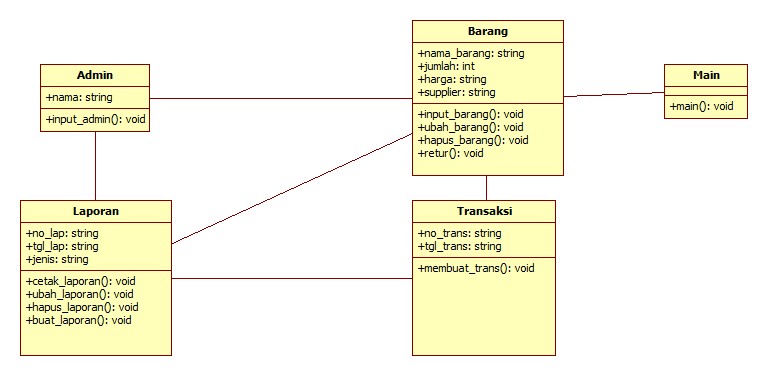 Barang
+nama_barang: string
+jumlah: int
+harga: string
+supplier: string
+input_barang(): void
+ubah_barang(): void
+hapus_barang(): void
+retur(): void
Admin
+nama: string
+input_admin(): void
Main
+main(): void
Laporan
+no_lap: string
+tgl_lap: string
+jenis: string
+cetak_laporan(): void
+ubah_laporan(): void
+hapus_laporan(): void
+buat_laporan(): void
Transaksi
+no_trans: string
+tgl_trans: string
+membuat_trans(): void